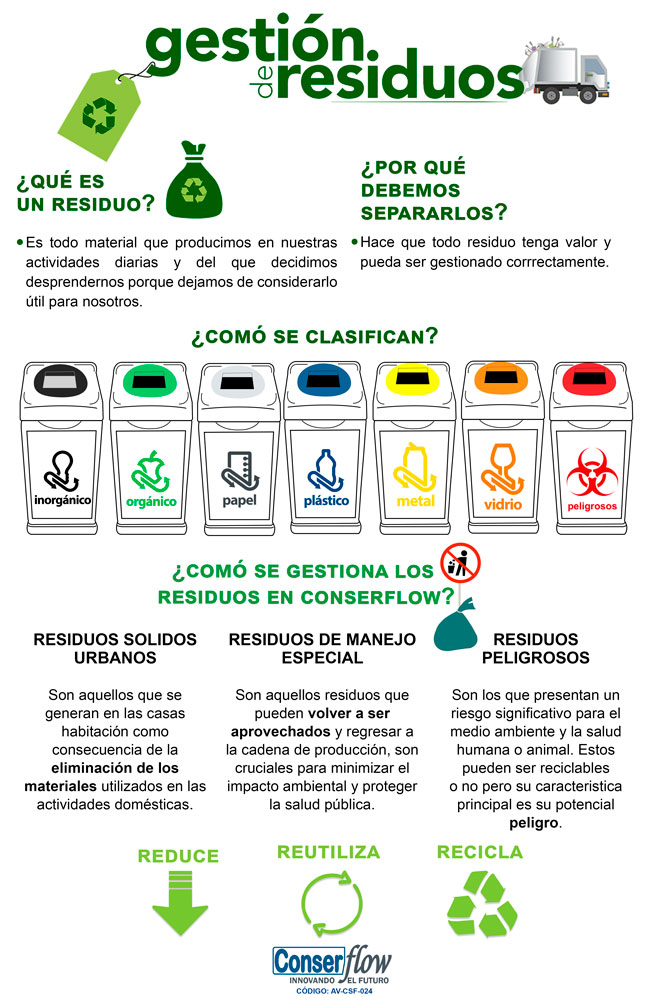 gestión
de residuos
¿QUÉ ES
UN RESIDUO?
• Es todo material que producimos en nuestras
actividades diarias y del que decidimos
desprendernos porque dejamos de considerarlo
útil para nosotros.
¿POR QUÉ
DEBEMOS
SEPARARLOS?
• Hace que todo residuo tenga valor y
pueda ser gestionado corrrectamente.
¿COMÓ SE CLASIFICAN?
inorgánico
orgánico
papel
plástico
metal
vidrio
peligrosos
¿COMÓ SE GESTIONA LOS
RESIDUOS EN CONSERFLOW?
RESIDUOS SOLIDOS
URBANOS
Son aquellos que se
generan en las casas
habitación como
consecuencia de la
eliminación de los
materiales utilizados en las
actividades domésticas.
RESIDUOS DE MANEJO
ESPECIAL
Son aquellos residuos que
pueden volver a ser
aprovechados y regresar a
la cadena de producción, son
cruciales para minimizar el
impacto ambiental y proteger
la salud pública.
RESIDUOS
PELIGROSOS
Son los que presentan un
riesgo significativo para el
medio ambiente y la salud
humana o animal. Estos
pueden ser reciclables
o no pero su caracteristica
principal es su potencial
peligro.
REDUCE
REUTILIZA
RECICLA
Conserflow
INNOVANDO EL FUTURO
CÓDIGO: AV-CSF-024